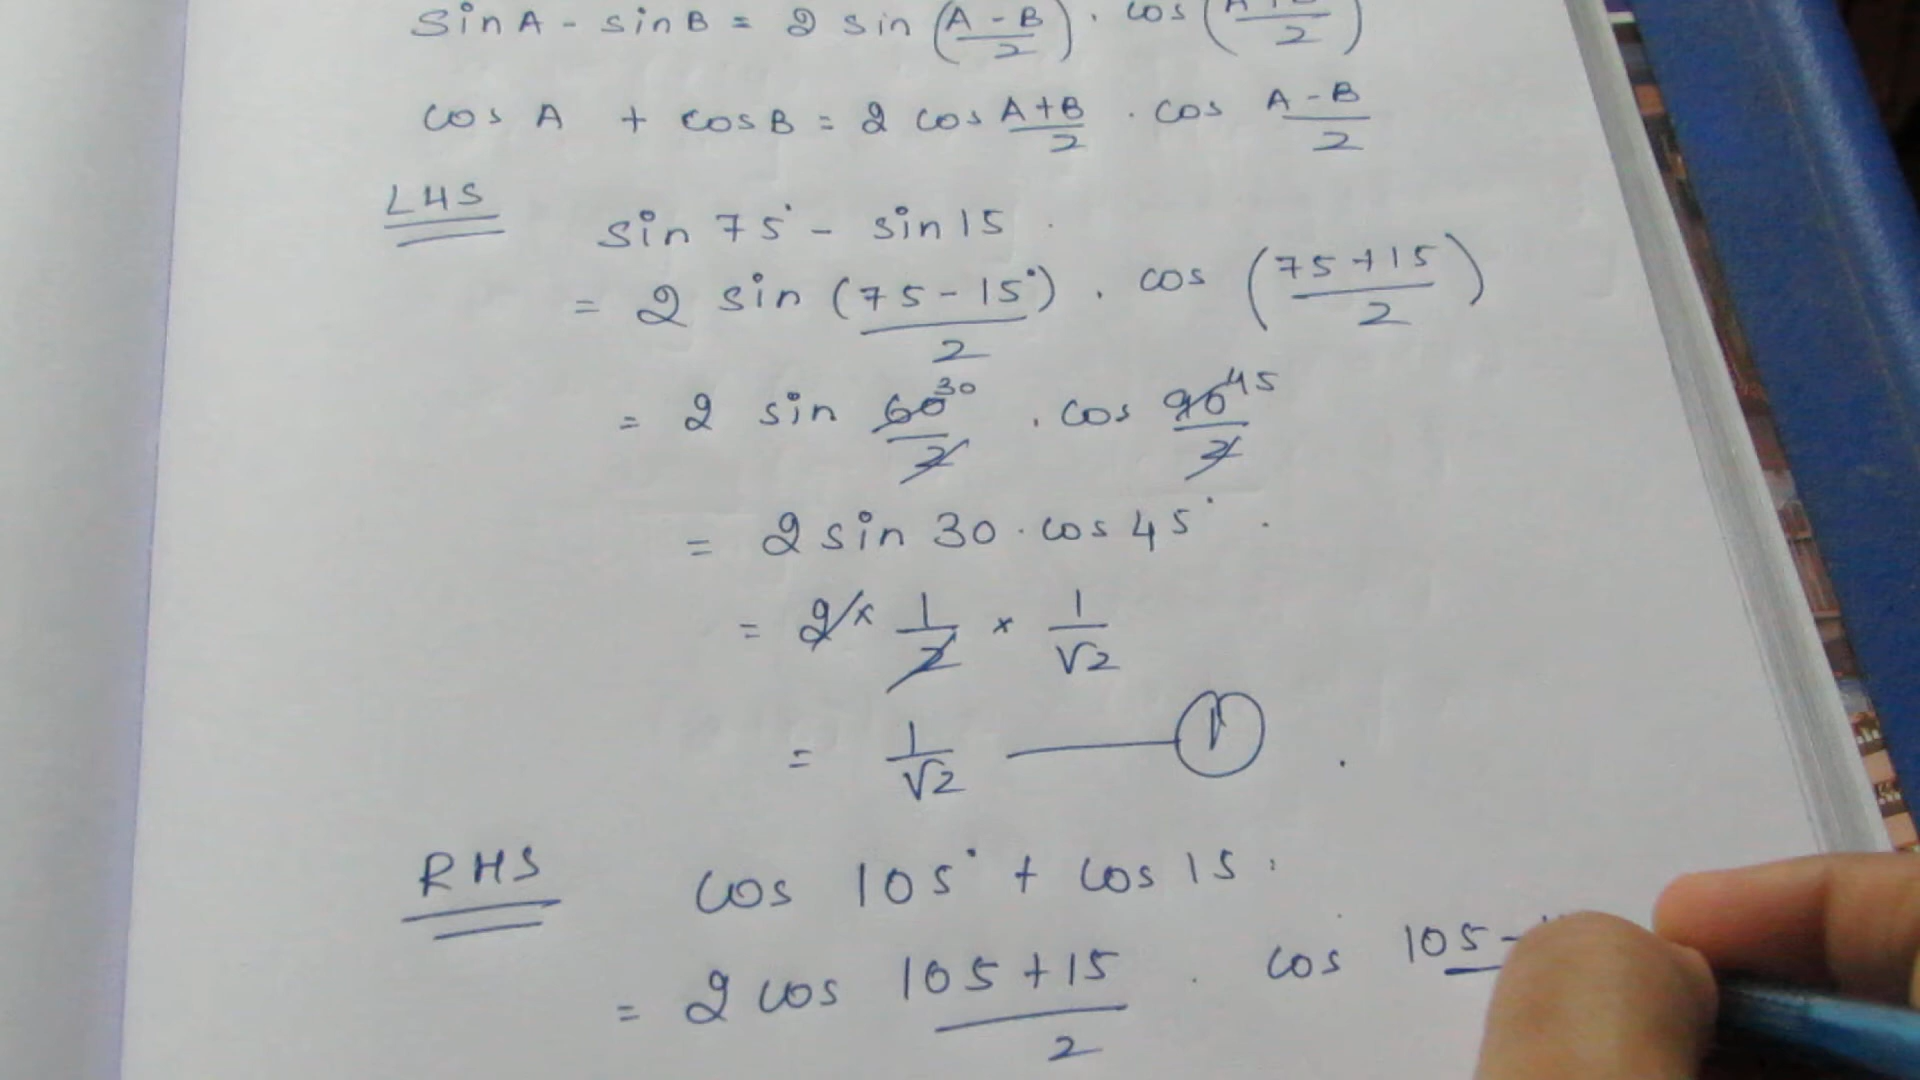 sin A - sin B = 2 sin (A - B / 2) . cos (A + B / 2)
cos A + cos B = 2 cos A+B / 2 . cos A - B / 2
LHS
sin 75° - sin 15
= 2 sin (75 - 15°) / 2 . cos (75 + 15 / 2)
= 2 sin 60 / 2 30 . cos 90 / 2 45
= 2 sin 30 . cos 45°
= 2 x 1/2 x 1/√2
= 1/√2 — 1
RHS
cos 105° + cos 15
= 2 cos 105 + 15 / 2 . cos 105 -